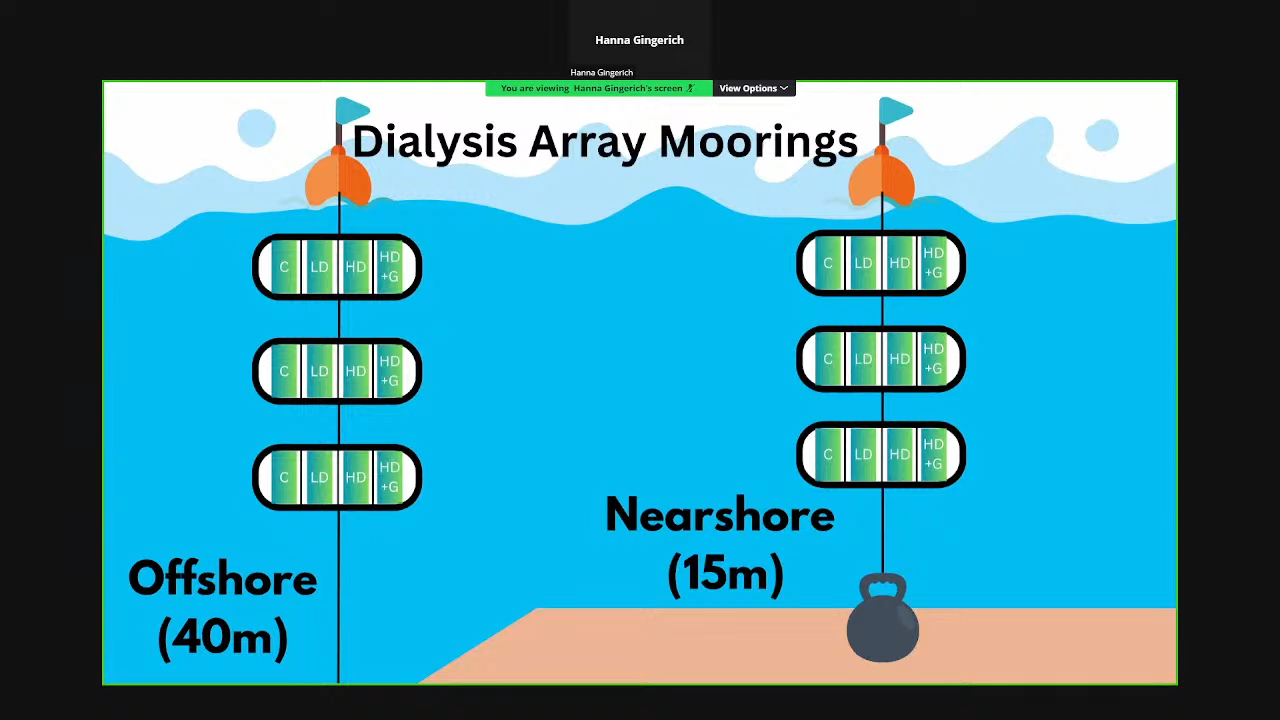 Hanna Gingerich
Hanna Gingerich
You are viewing Hanna Gingerich's screen
View Options
Dialysis Array Moorings
C LD HD HD +G
C LD HD HD +G
C LD HD HD +G
C LD HD HD +G
C LD HD HD +G
C LD HD HD +G
Nearshore
(15m)
Offshore
(40m)